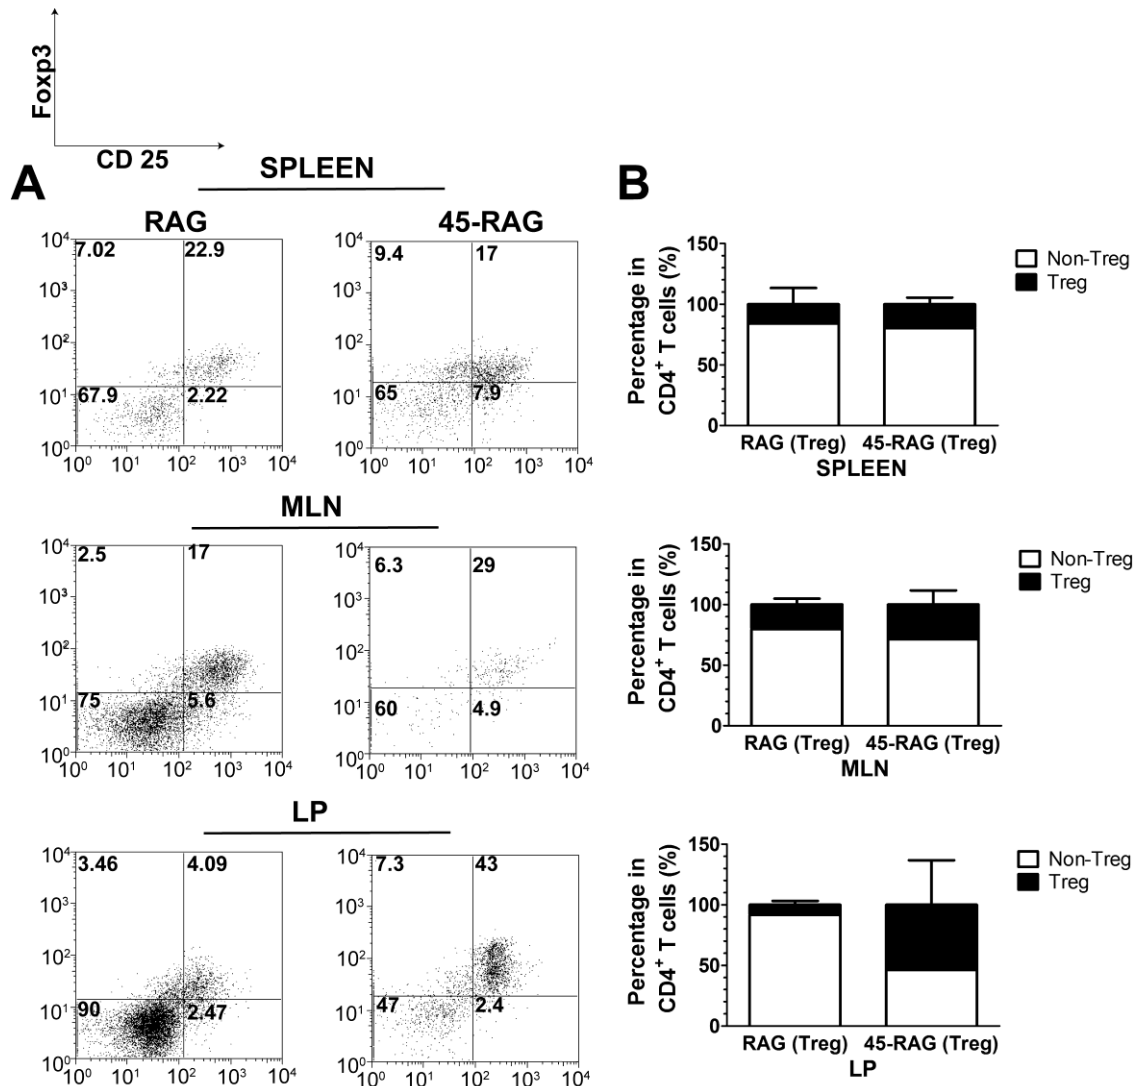 Foxp3
CD 25
A
SPLEEN
RAG
45-RAG
10⁴
10³
10²
10¹
10⁰
7.02
22.9
67.9
2.22
10⁰ 10¹ 10² 10³ 10⁴
10⁴
10³
10²
10¹
10⁰
9.4
17
65
7.9
10⁰ 10¹ 10² 10³ 10⁴
MLN
10⁴
10³
10²
10¹
10⁰
2.5
17
75
5.6
10⁰ 10¹ 10² 10³ 10⁴
10⁴
10³
10²
10¹
10⁰
6.3
29
60
4.9
10⁰ 10¹ 10² 10³ 10⁴
LP
10⁴
10³
10²
10¹
10⁰
3.46
4.09
90
2.47
10⁰ 10¹ 10² 10³ 10⁴
10⁴
10³
10²
10¹
10⁰
7.3
43
47
2.4
10⁰ 10¹ 10² 10³ 10⁴
B
Percentage in
CD4⁺ T cells (%)
150
100
50
0
RAG (Treg) 45-RAG (Treg)
SPLEEN
Non-Treg
Treg
Percentage in
CD4⁺ T cells (%)
150
100
50
0
RAG (Treg) 45-RAG (Treg)
MLN
Non-Treg
Treg
Percentage in
CD4⁺ T cells (%)
150
100
50
0
RAG (Treg) 45-RAG (Treg)
LP
Non-Treg
Treg